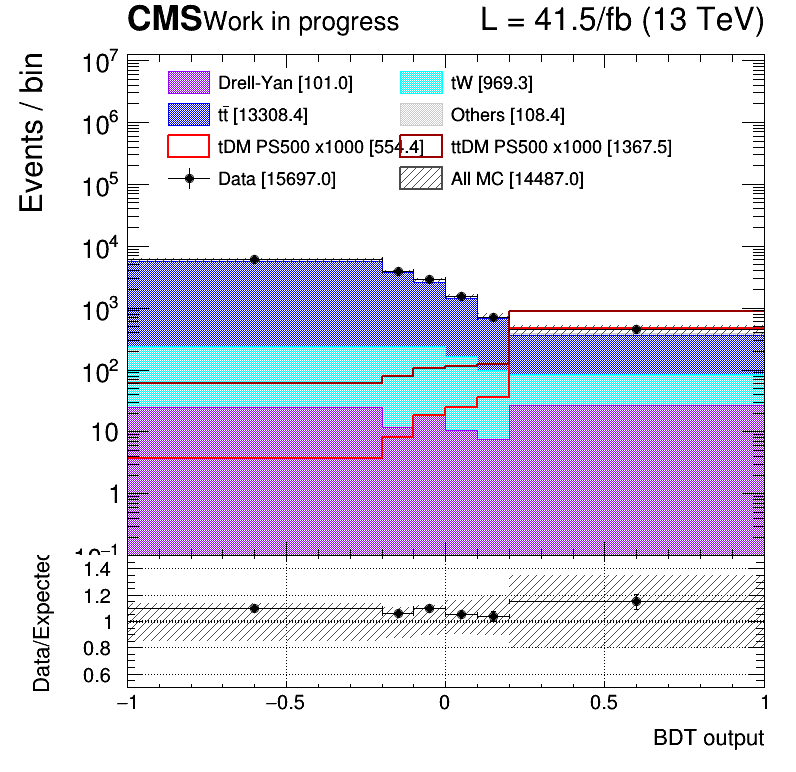 CMS Work in progress L = 41.5/fb (13 TeV)
Events / bin
10⁷
10⁶
10⁵
10⁴
10³
10²
10
1
10⁻¹
Drell-Yan [101.0] tW [969.3]
tt̄ [13308.4] Others [108.4]
tDM PS500 x1000 [554.4] ttDM PS500 x1000 [1367.5]
Data [15697.0] All MC [14487.0]
Data/Expected
1.4
1.2
1
0.8
0.6
−1 −0.5 0 0.5 1
BDT output